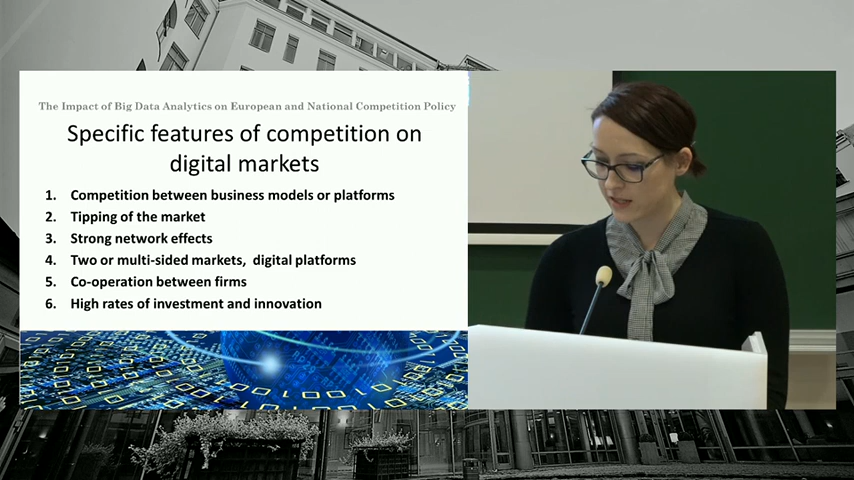 The Impact of Big Data Analytics on European and National Competition Policy
Specific features of competition on
digital markets
1. Competition between business models or platforms
2. Tipping of the market
3. Strong network effects
4. Two or multi-sided markets, digital platforms
5. Co-operation between firms
6. High rates of investment and innovation